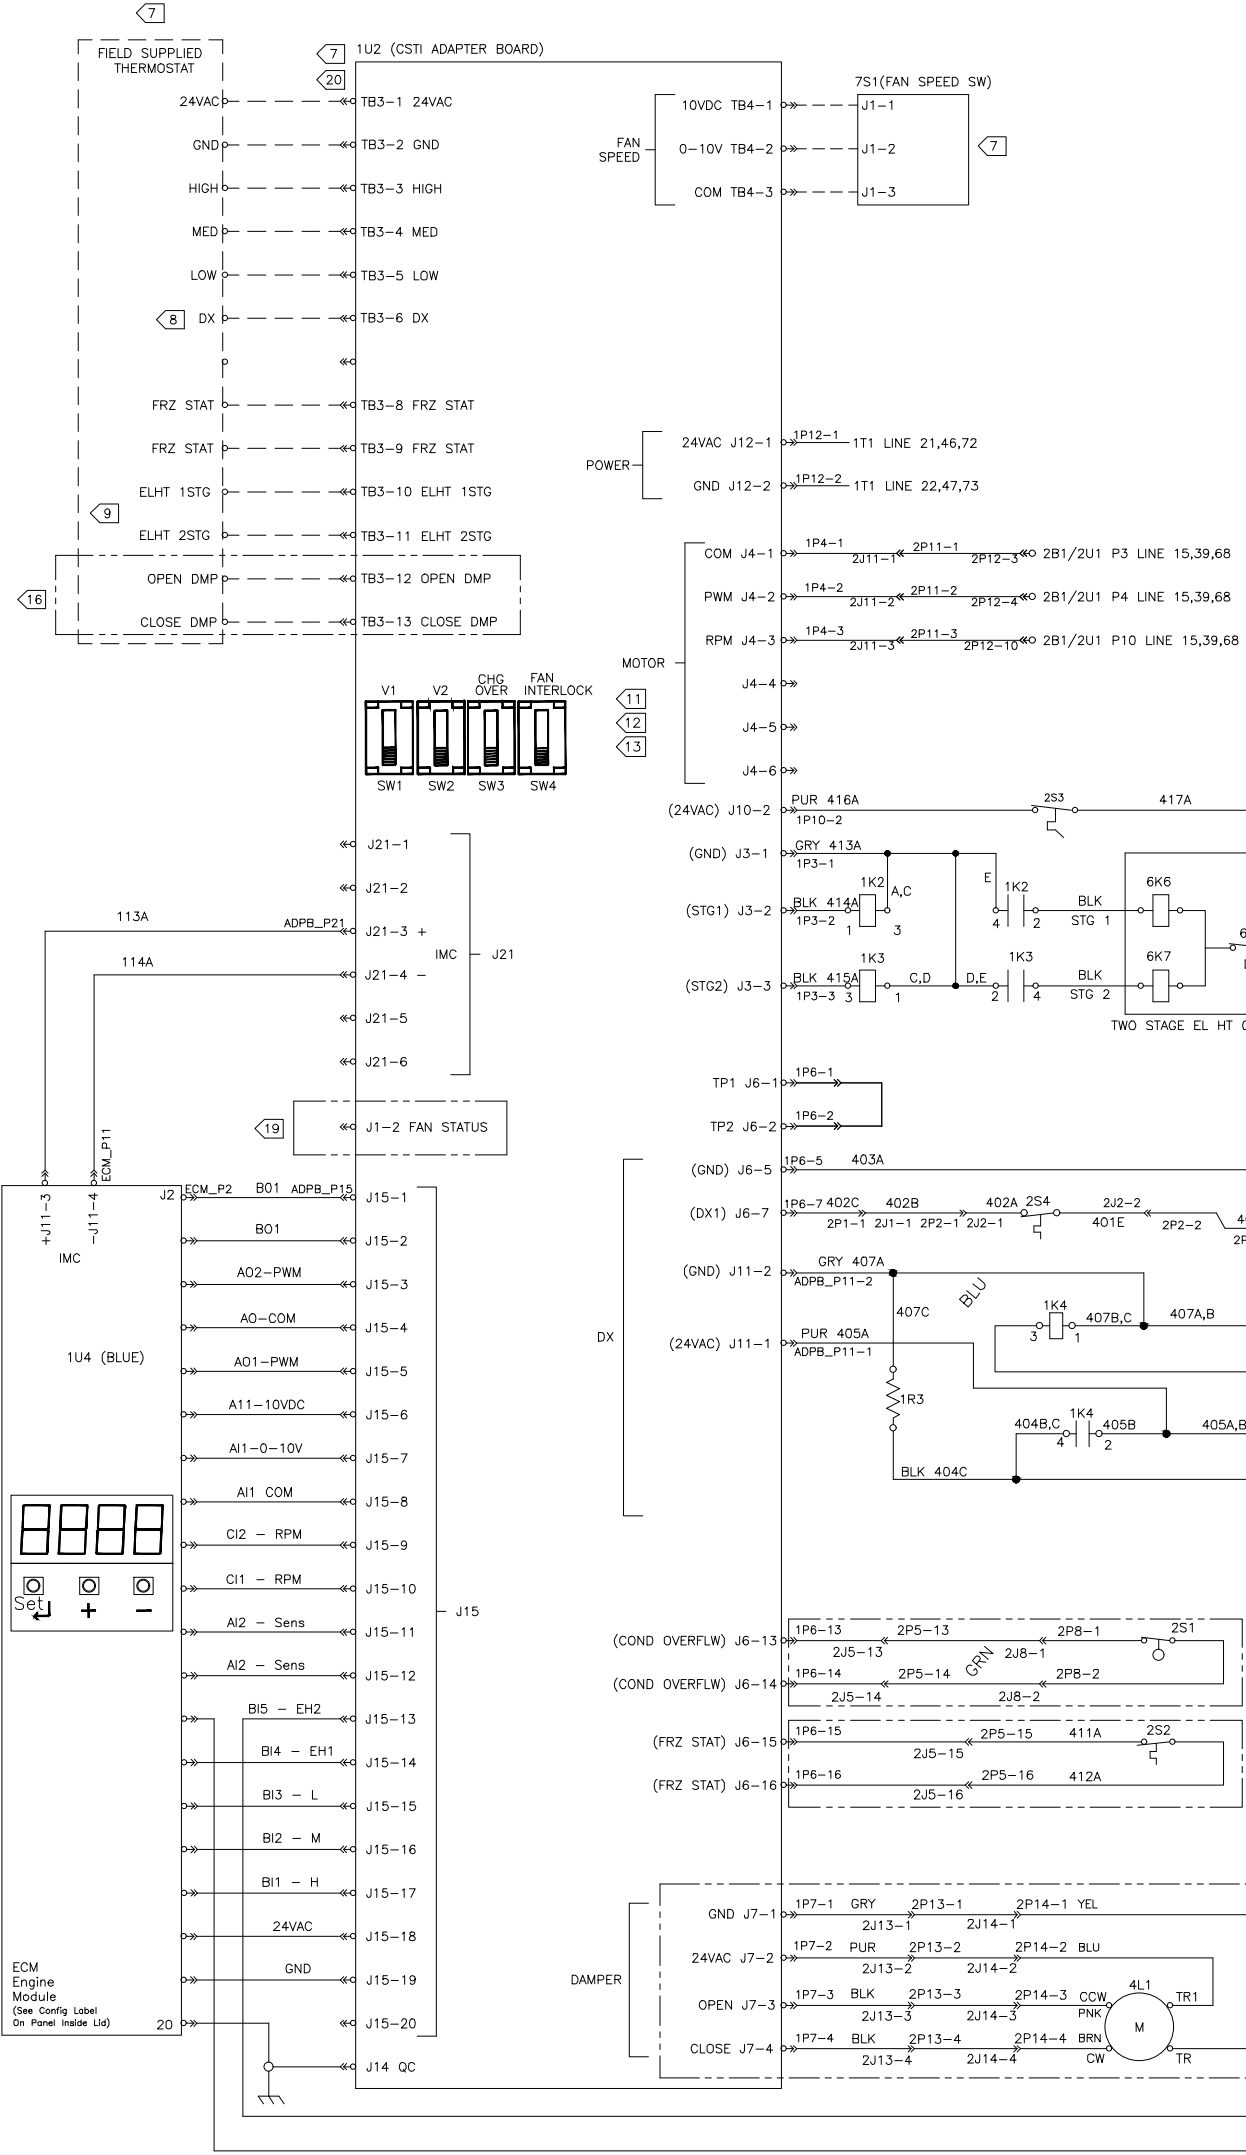 7
FIELD SUPPLIED
THERMOSTAT
7
1U2 (CSTI ADAPTER BOARD)
20
24VAC
TB3-1 24VAC
GND
TB3-2 GND
HIGH
TB3-3 HIGH
MED
TB3-4 MED
LOW
TB3-5 LOW
8
DX
TB3-6 DX
FRZ STAT
TB3-8 FRZ STAT
FRZ STAT
TB3-9 FRZ STAT
ELHT 1STG
TB3-10 ELHT 1STG
9
ELHT 2STG
TB3-11 ELHT 2STG
16
OPEN DMP
TB3-12 OPEN DMP
CLOSE DMP
TB3-13 CLOSE DMP
7S1(FAN SPEED SW)
FAN
SPEED
10VDC TB4-1
J1-1
0-10V TB4-2
J1-2
7
COM TB4-3
J1-3
POWER
24VAC J12-1
1P12-1
1T1 LINE 21,46,72
GND J12-2
1P12-2
1T1 LINE 22,47,73
MOTOR
COM J4-1
1P4-1
2J11-1
2P11-1
2P12-3
2B1/2U1 P3 LINE 15,39,68
PWM J4-2
1P4-2
2J11-2
2P11-2
2P12-4
2B1/2U1 P4 LINE 15,39,68
RPM J4-3
1P4-3
2J11-3
2P11-3
2P12-10
2B1/2U1 P10 LINE 15,39,68
J4-4
J4-5
J4-6
11
12
13
V1
V2
CHG
OVER
FAN
INTERLOCK
SW1
SW2
SW3
SW4
(24VAC) J10-2
PUR 416A
1P10-2
2S3
417A
(GND) J3-1
GRY 413A
1P3-1
(STG1) J3-2
BLK 414A
1P3-2
1K2
A,C
1
3
E
1K2
4
2
BLK
STG 1
6K6
(STG2) J3-3
BLK 415A
1P3-3
1K3
3
1
C,D
D,E
1K3
2
4
BLK
STG 2
6K7
6
TWO STAGE EL HT
J21-1
J21-2
113A
ADPB_P21
J21-3 +
IMC
J21
114A
J21-4 -
J21-5
J21-6
19
J1-2 FAN STATUS
TP1 J6-1
1P6-1
TP2 J6-2
1P6-2
DX
(GND) J6-5
1P6-5
403A
(DX1) J6-7
1P6-7
402C
2P1-1
2J1-1
402B
2P2-1
2J2-1
402A
2S4
401E
2J2-2
2P2-2
(GND) J11-2
GRY 407A
ADPB_P11-2
407C
BLU
1K4
3
1
407B,C
407A,B
(24VAC) J11-1
PUR 405A
ADPB_P11-1
1R3
404B,C
1K4
4
2
405B
405A,B
BLK 404C
ECM_P11
+J11-3
-J11-4
IMC
J2
ECM_P2
B01
ADPB_P15
J15-1
BO1
J15-2
AO2-PWM
J15-3
AO-COM
J15-4
1U4 (BLUE)
AO1-PWM
J15-5
A11-10VDC
J15-6
AI1-0-10V
J15-7
AI1 COM
J15-8
CI2 - RPM
J15-9
CI1 - RPM
J15-10
Set
+
-
AI2 - Sens
J15-11
J15
AI2 - Sens
J15-12
BI5 - EH2
J15-13
BI4 - EH1
J15-14
BI3 - L
J15-15
BI2 - M
J15-16
BI1 - H
J15-17
24VAC
J15-18
GND
J15-19
ECM
Engine
Module
(See Config Label
On Panel Inside Lid)
20
J15-20
J14 QC
(COND OVERFLW) J6-13
1P6-13
2J5-13
2P5-13
2J8-1
2P8-1
2S1
GRN
(COND OVERFLW) J6-14
1P6-14
2J5-14
2P5-14
2J8-2
2P8-2
(FRZ STAT) J6-15
1P6-15
2J5-15
2P5-15
411A
2S2
(FRZ STAT) J6-16
1P6-16
2J5-16
2P5-16
412A
DAMPER
GND J7-1
1P7-1
GRY
2J13-1
2P13-1
2J14-1
2P14-1
YEL
24VAC J7-2
1P7-2
PUR
2J13-2
2P13-2
2J14-2
2P14-2
BLU
OPEN J7-3
1P7-3
BLK
2J13-3
2P13-3
2J14-3
2P14-3
CCW
PNK
4L1
M
TR1
CLOSE J7-4
1P7-4
BLK
2J13-4
2P13-4
2J14-4
2P14-4
BRN
CW
TR